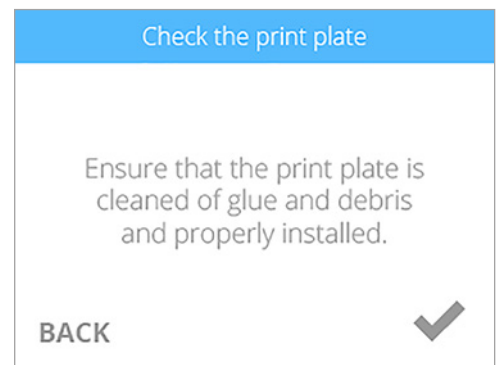 Check the print plate
Ensure that the print plate is
cleaned of glue and debris
and properly installed.
BACK